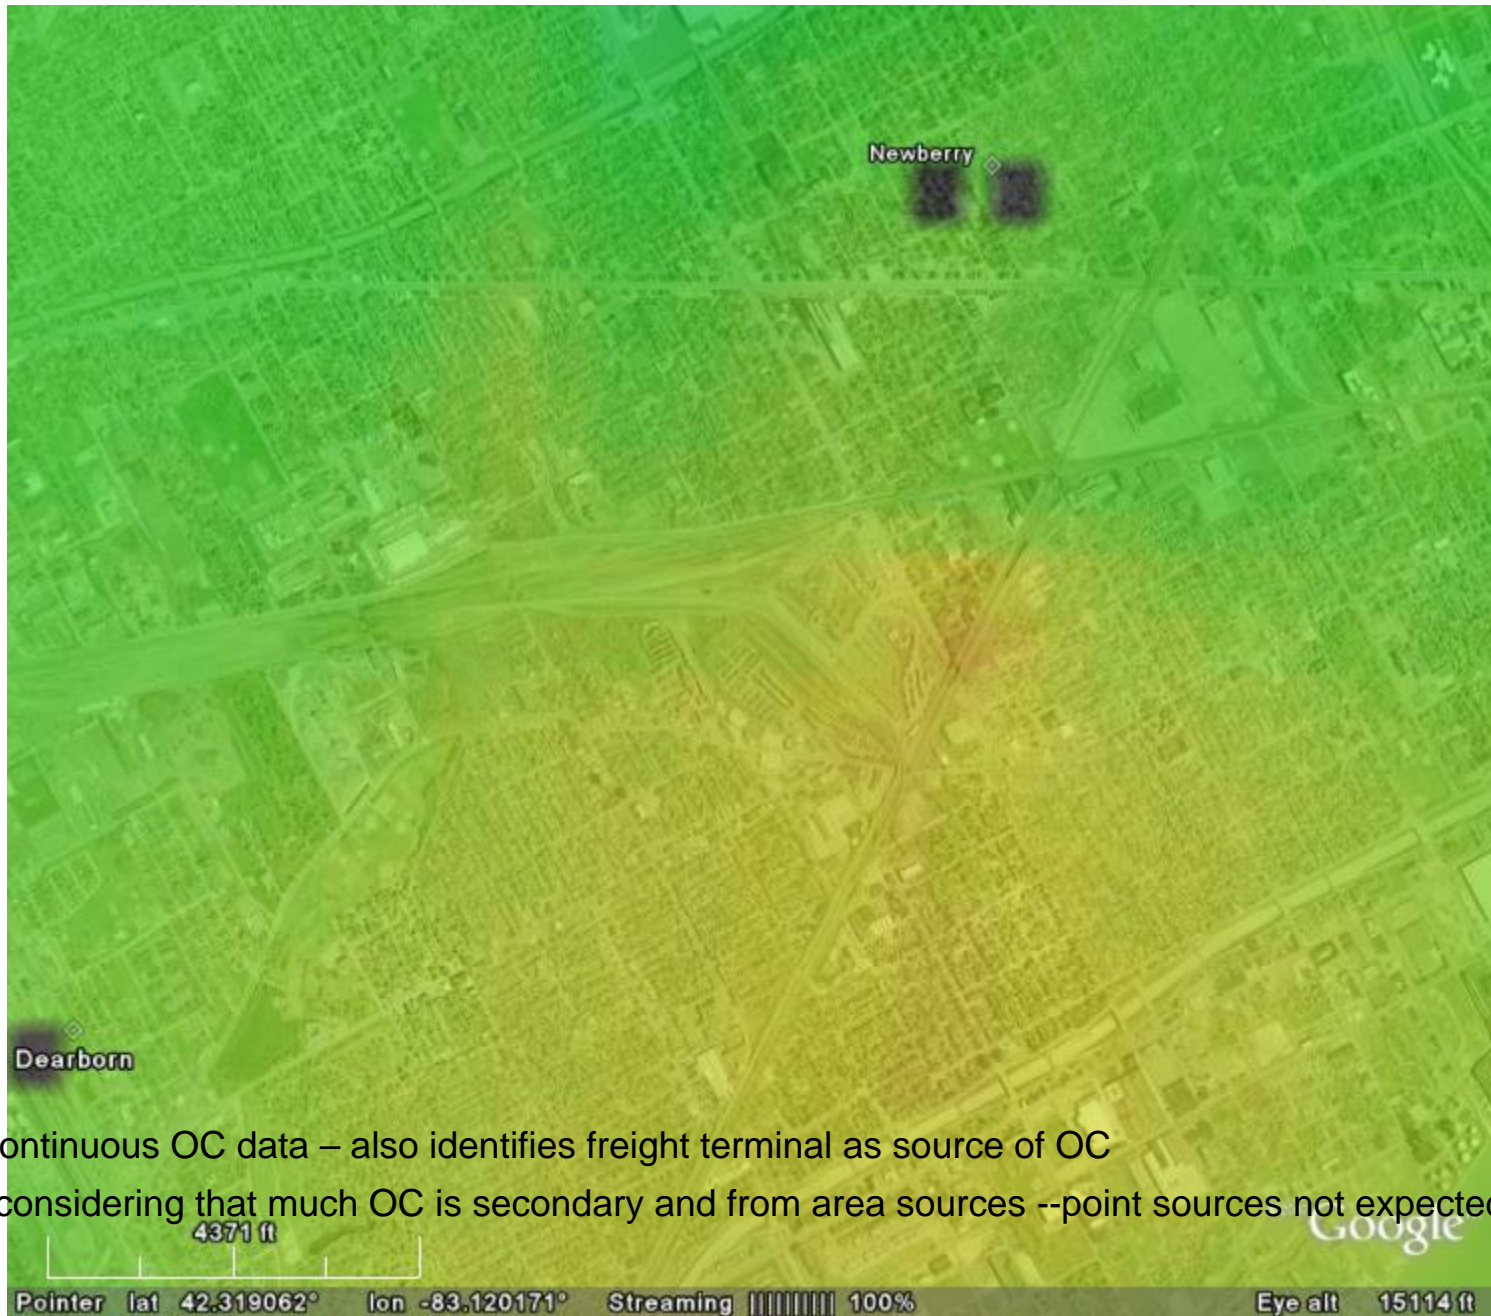 Newberry
Dearborn
ontinuous OC data – also identifies freight terminal as source of OC
considering that much OC is secondary and from area sources --point sources not expected
4371 ft
Google
Pointer lat 42.319062° lon -83.120171° Streaming |||||||||| 100% Eye alt 15114 ft